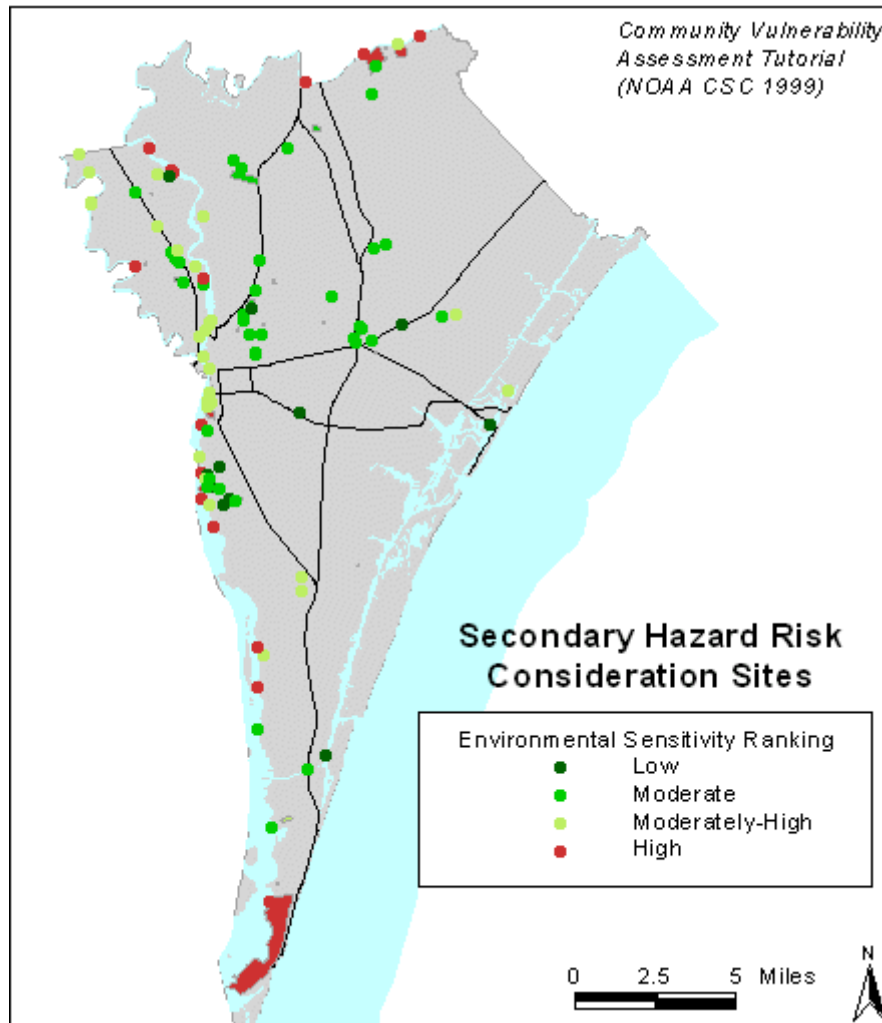 Community Vulnerability
Assessment Tutorial
(NOAA CSC 1999)
Secondary Hazard Risk
Consideration Sites
Environmental Sensitivity Ranking
Low
Moderate
Moderately-High
High
0 2.5 5 Miles
N